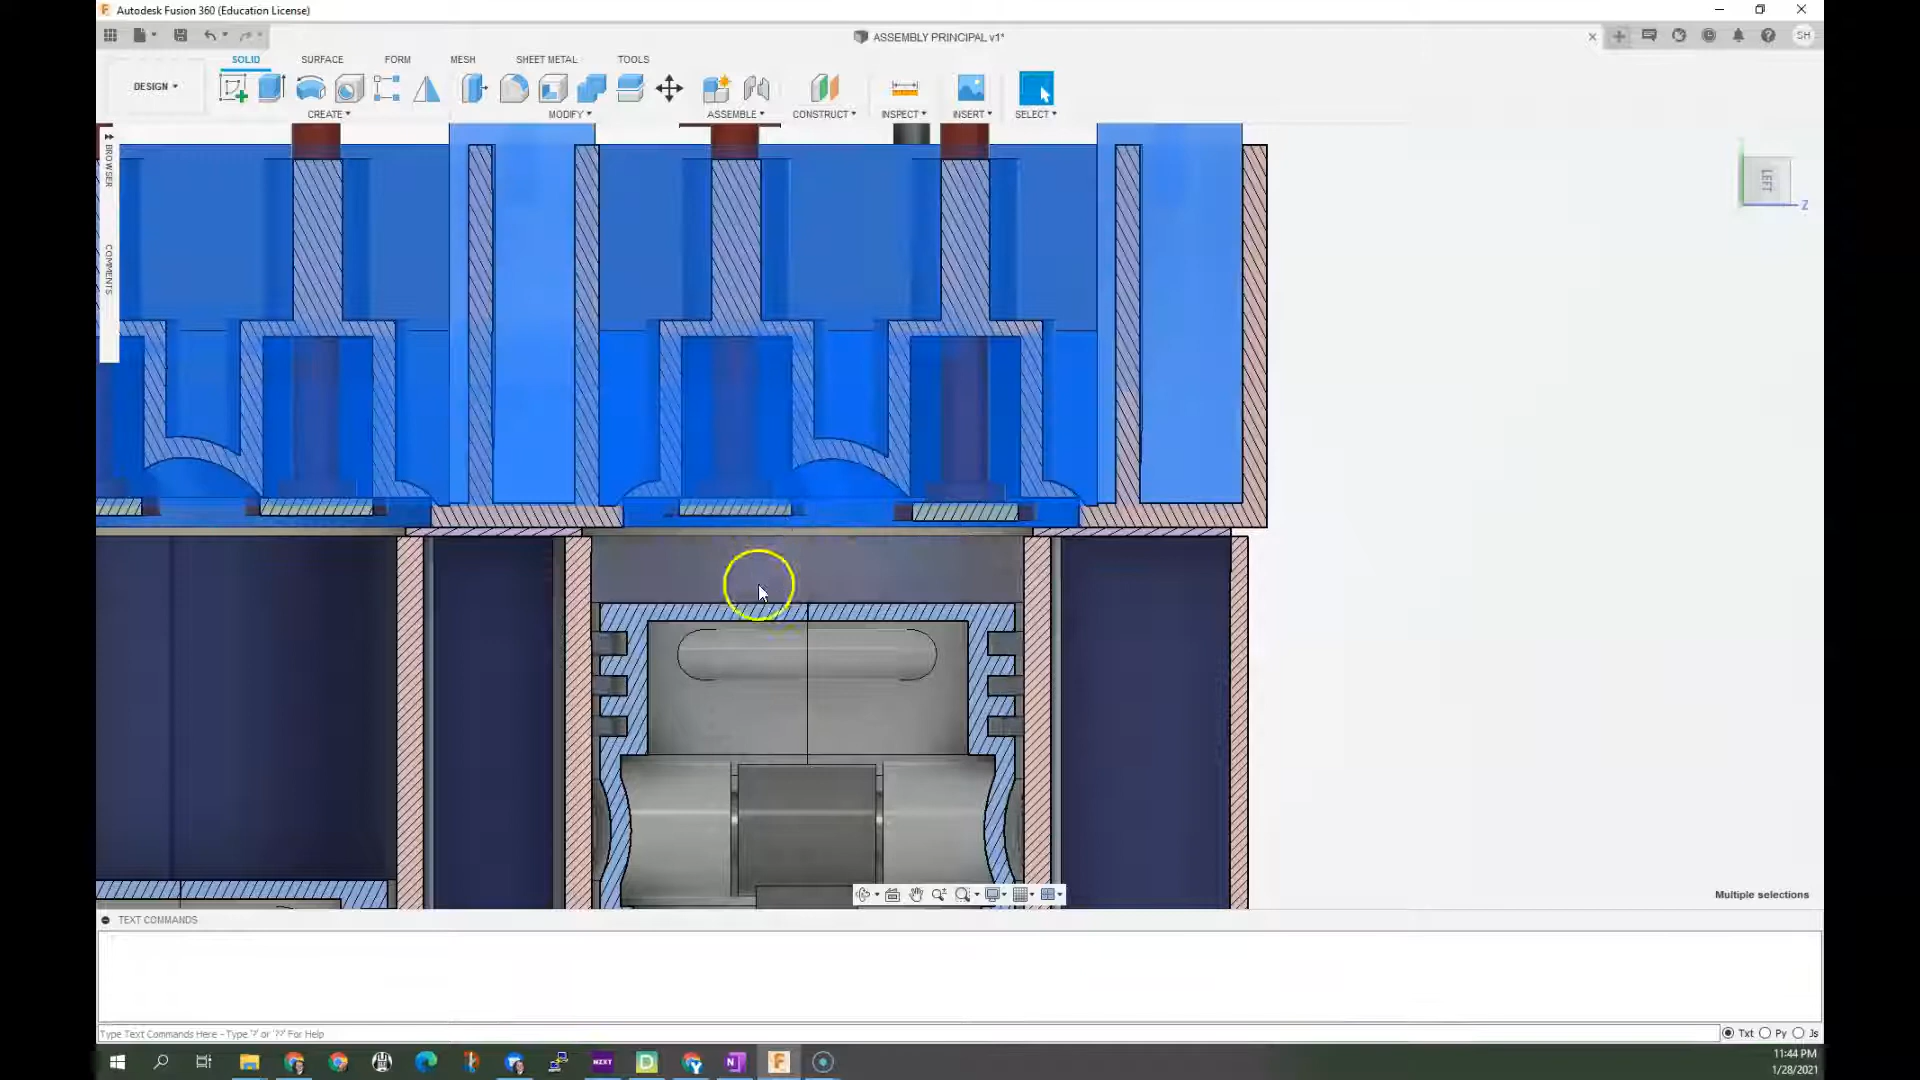 Autodesk Fusion 360 (Education License)
ASSEMBLY PRINCIPAL v1*
SH
SOLID SURFACE FORM MESH SHEET METAL TOOLS
DESIGN
CREATE MODIFY ASSEMBLE CONSTRUCT INSPECT INSERT SELECT
BROWSER
COMMENTS
LEFT
Z
Multiple selections
TEXT COMMANDS
Type Text Commands Here - Type '?' or '??' For Help
Txt Py Js
NZXT
D
N
F
11:44 PM
1/28/2021